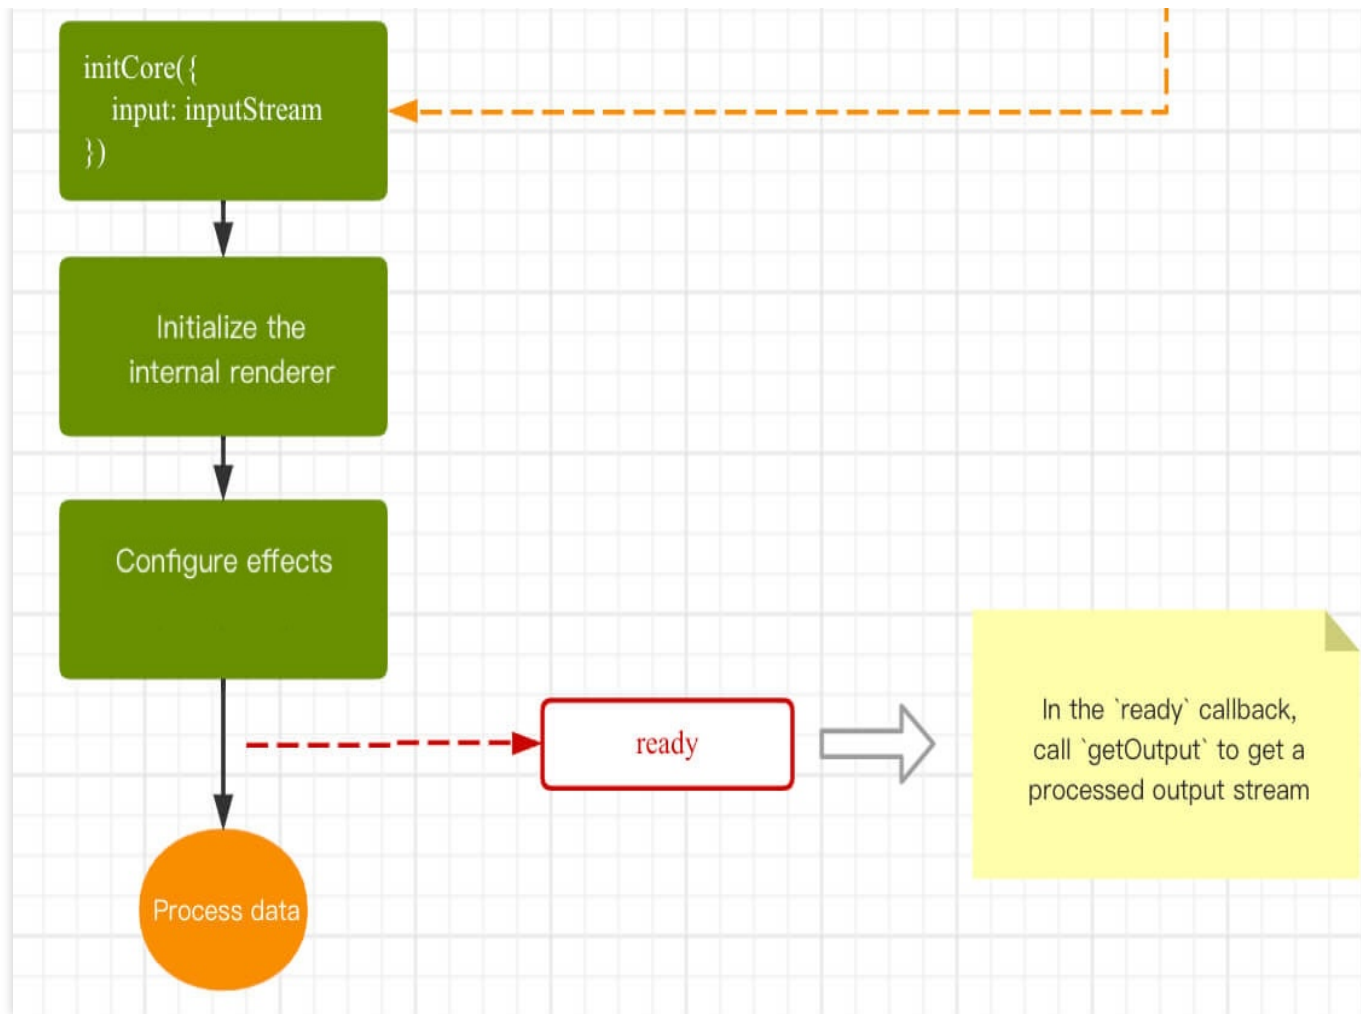 initCore({
input: inputStream
})
Initialize the
internal renderer
Configure effects
ready
In the `ready` callback,
call `getOutput` to get a
processed output stream
Process data